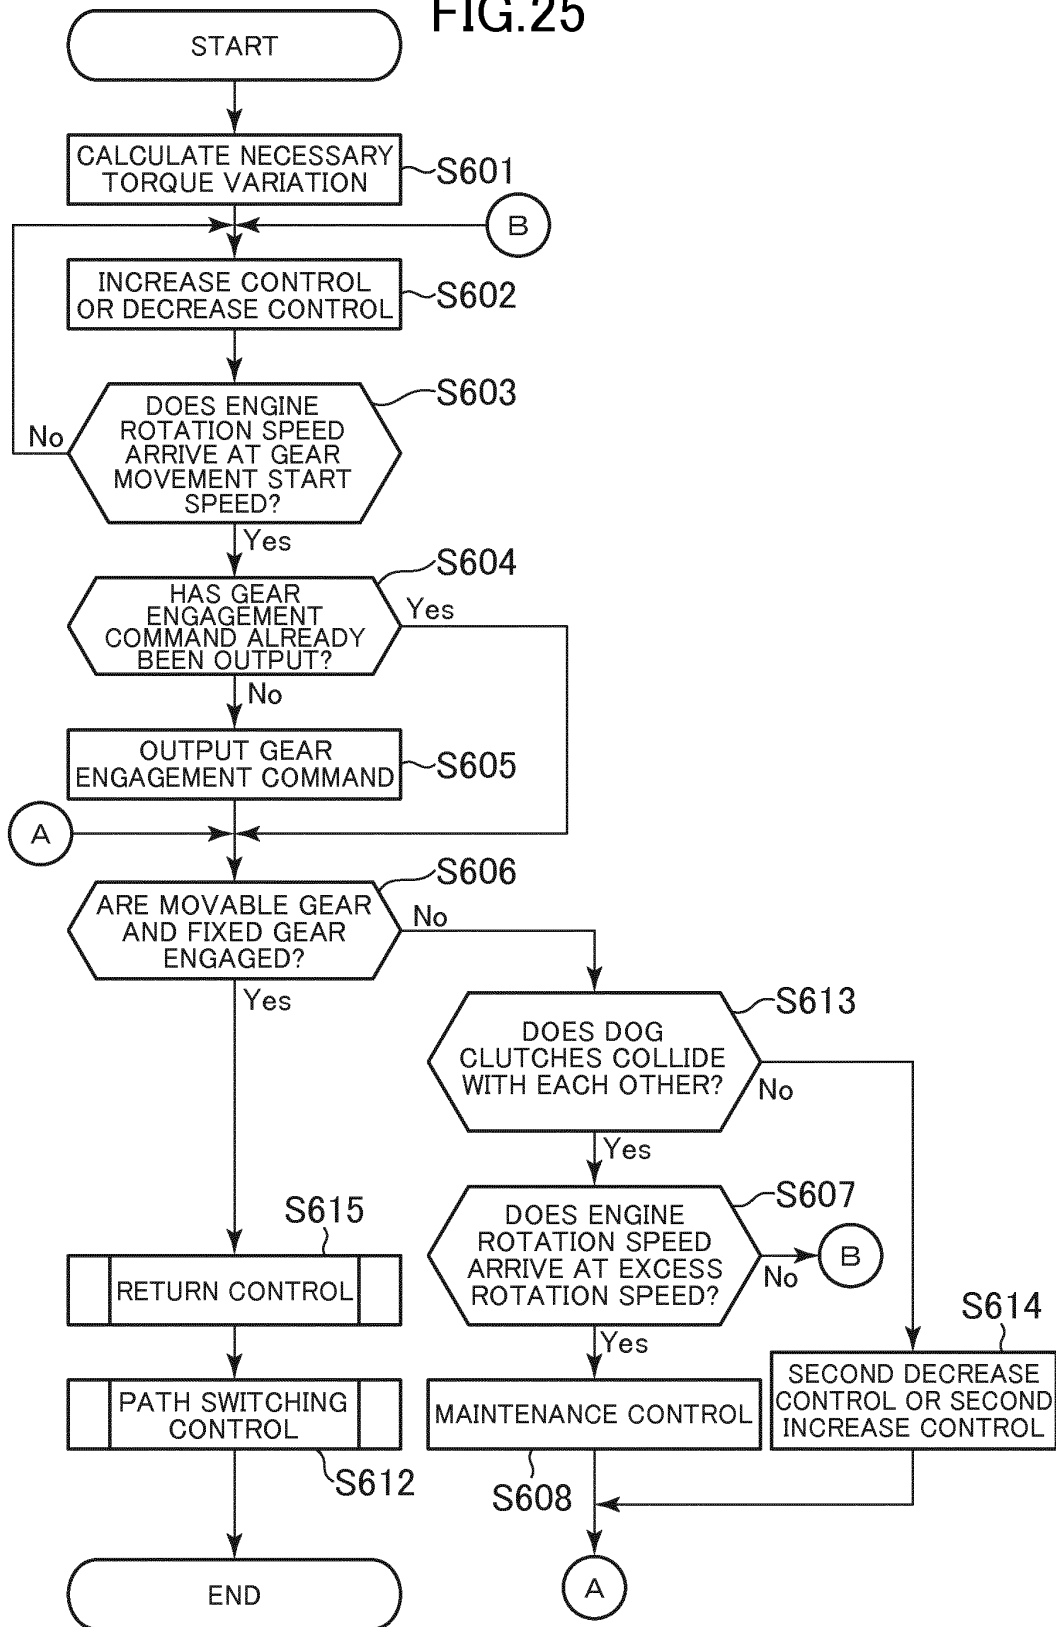 FIG.25
START
CALCULATE NECESSARY
TORQUE VARIATION
S601
B
INCREASE CONTROL
OR DECREASE CONTROL
S602
S603
DOES ENGINE
ROTATION SPEED
ARRIVE AT GEAR
MOVEMENT START
SPEED?
No
Yes
S604
HAS GEAR
ENGAGEMENT
COMMAND ALREADY
BEEN OUTPUT?
Yes
No
OUTPUT GEAR
ENGAGEMENT COMMAND
S605
A
S606
ARE MOVABLE GEAR
AND FIXED GEAR
ENGAGED?
No
Yes
S613
DOES DOG
CLUTCHES COLLIDE
WITH EACH OTHER?
No
Yes
S607
DOES ENGINE
ROTATION SPEED
ARRIVE AT EXCESS
ROTATION SPEED?
No
B
Yes
S615
RETURN CONTROL
S614
SECOND DECREASE
CONTROL OR SECOND
INCREASE CONTROL
PATH SWITCHING
CONTROL
S612
MAINTENANCE CONTROL
S608
A
END